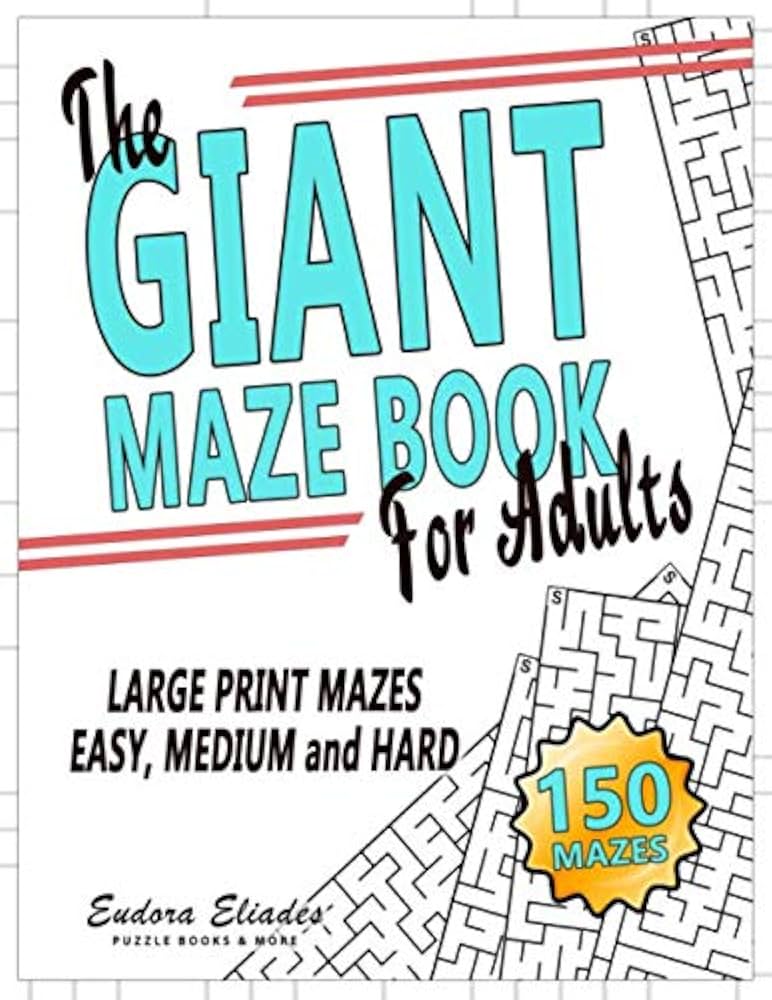 The
GIANT
MAZE BOOK
For Adults
LARGE PRINT MAZES
EASY, MEDIUM and HARD
150
MAZES
Eudora Eliades
PUZZLE BOOKS & MORE
S
S
S
S